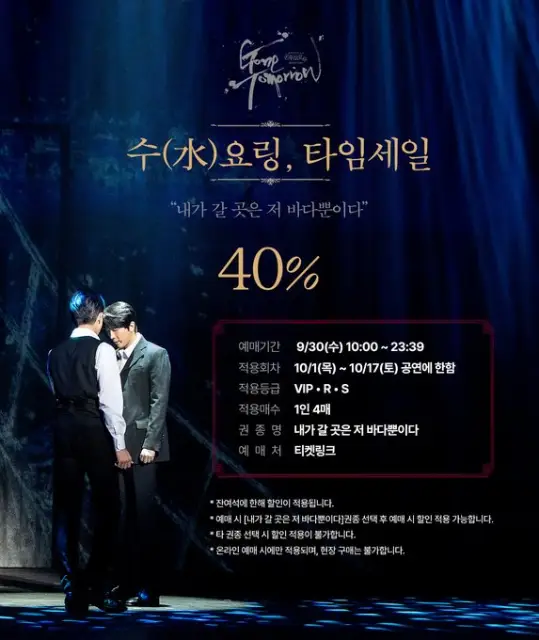 Gone
Tomorrow
수(水)요링, 타임세일
“내가 갈 곳은 저 바다뿐이다”
40%
예매기간 9/30(수) 10:00 ~ 23:39
적용회차 10/1(목) ~ 10/17(토) 공연에 한함
적용등급 VIP • R • S
적용매수 1인 4매
권종명 내가 갈 곳은 저 바다뿐이다
예매처 티켓링크
* 잔여석에 한해 할인이 적용됩니다.
* 예매 시 [내가 갈 곳은 저 바다뿐이다]권종 선택 후 예매 시 할인 적용 가능합니다.
* 타 권종 선택 시 할인 적용이 불가합니다.
* 온라인 예매 시에만 적용되며, 현장 구매는 불가합니다.